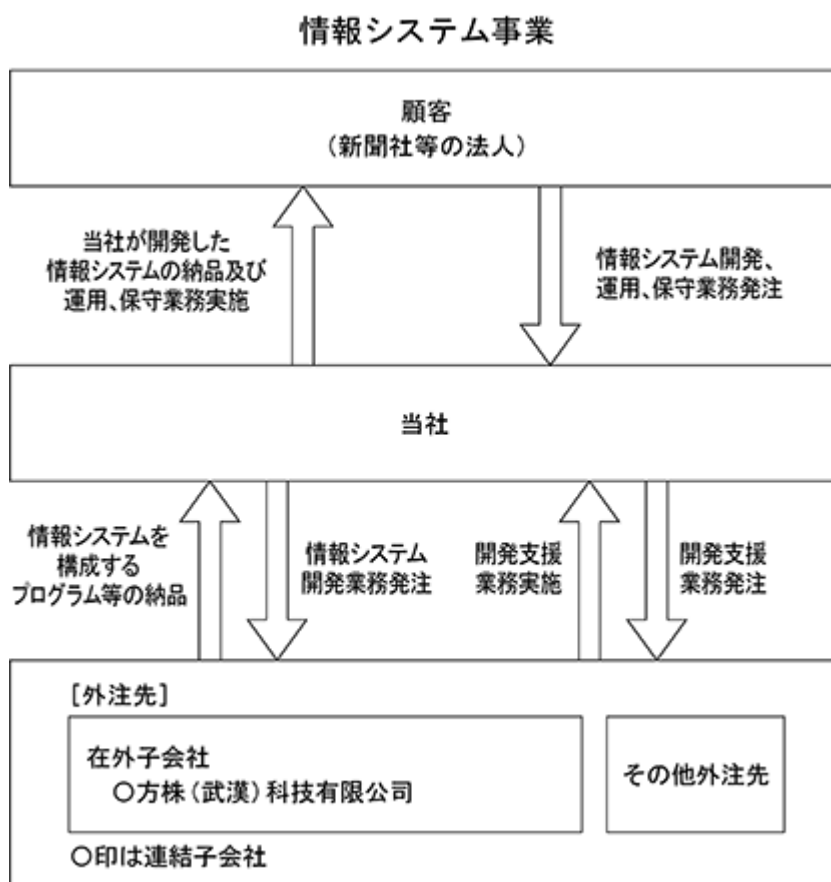 情報システム事業
顧客
（新聞社等の法人）
当社が開発した
情報システムの納品及び
運用、保守業務実施
情報システム開発、
運用、保守業務発注
当社
情報システムを
構成する
プログラム等の納品
情報システム
開発業務発注
開発支援
業務実施
開発支援
業務発注
［外注先］
在外子会社
○方株（武漢）科技有限公司
その他外注先
○印は連結子会社